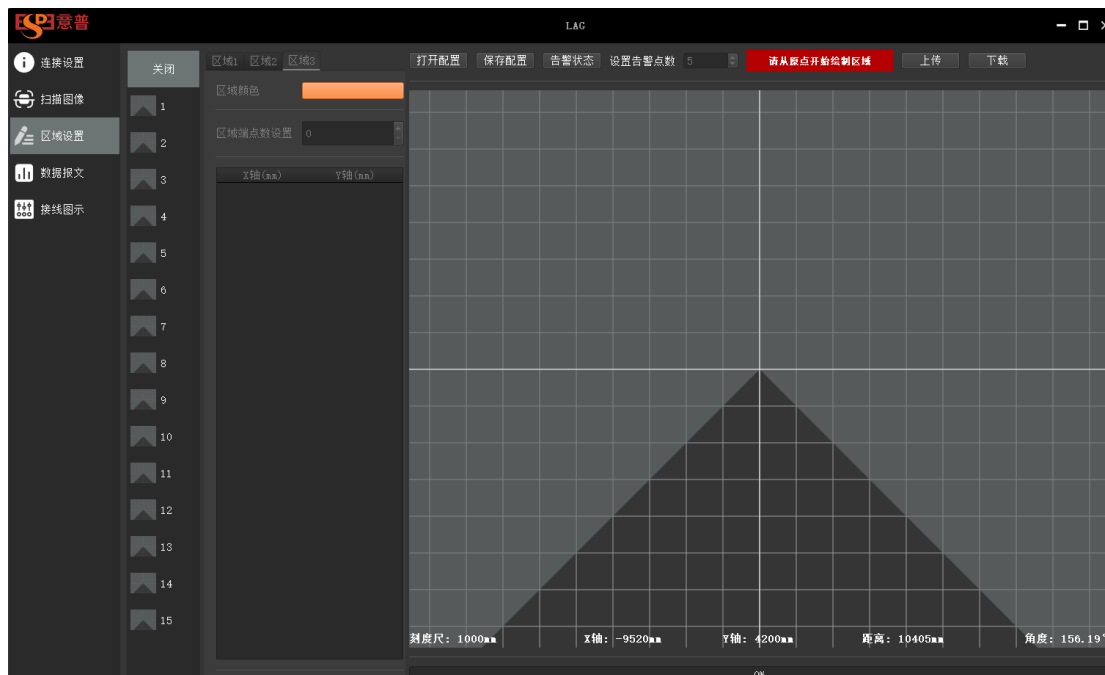 ESPE意普
LAG
连接设置
扫描图像
区域设置
数据报文
接线图示
关闭
1
2
3
4
5
6
7
8
9
10
11
12
13
14
15
区域1 区域2 区域3
区域颜色
区域端点数设置 0
X轴(mm) Y轴(mm)
打开配置 保存配置 告警状态 设置告警点数 5 请从原点开始绘制区域 上传 下载
刻度尺: 1000mm X轴: -9520mm Y轴: 4200mm 距离: 10405mm 角度: 156.19°